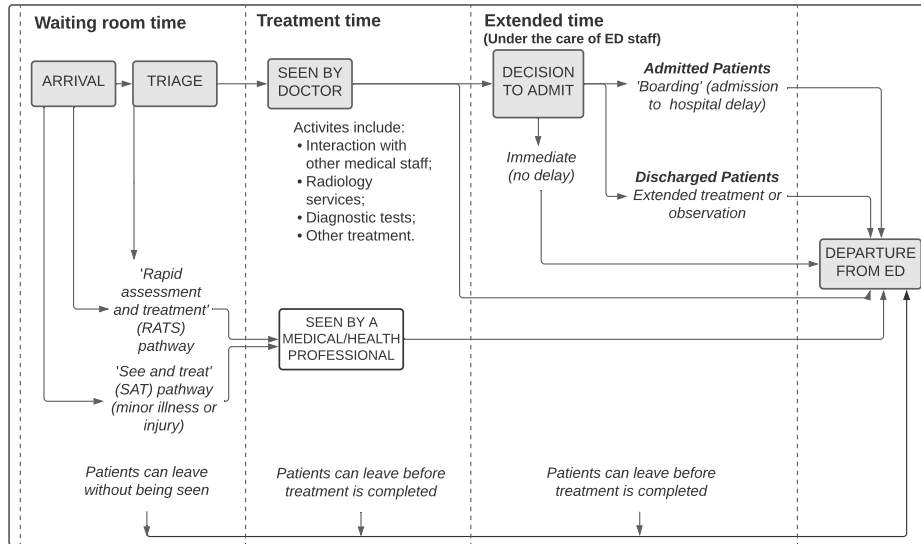 Waiting room time
Treatment time
Extended time
(Under the care of ED staff)
ARRIVAL
TRIAGE
SEEN BY
DOCTOR
DECISION
TO ADMIT
Admitted Patients
'Boarding' (admission
to hospital delay)
Activites include:
• Interaction with
other medical staff;
• Radiology
services;
• Diagnostic tests;
• Other treatment.
Immediate
(no delay)
Discharged Patients
Extended treatment or
observation
DEPARTURE
FROM ED
'Rapid
assessment
and treatment'
(RATS)
pathway
SEEN BY A
MEDICAL/HEALTH
PROFESSIONAL
'See and treat'
(SAT) pathway
(minor illness or
injury)
Patients can leave
without being seen
Patients can leave before
treatment is completed
Patients can leave before
treatment is completed